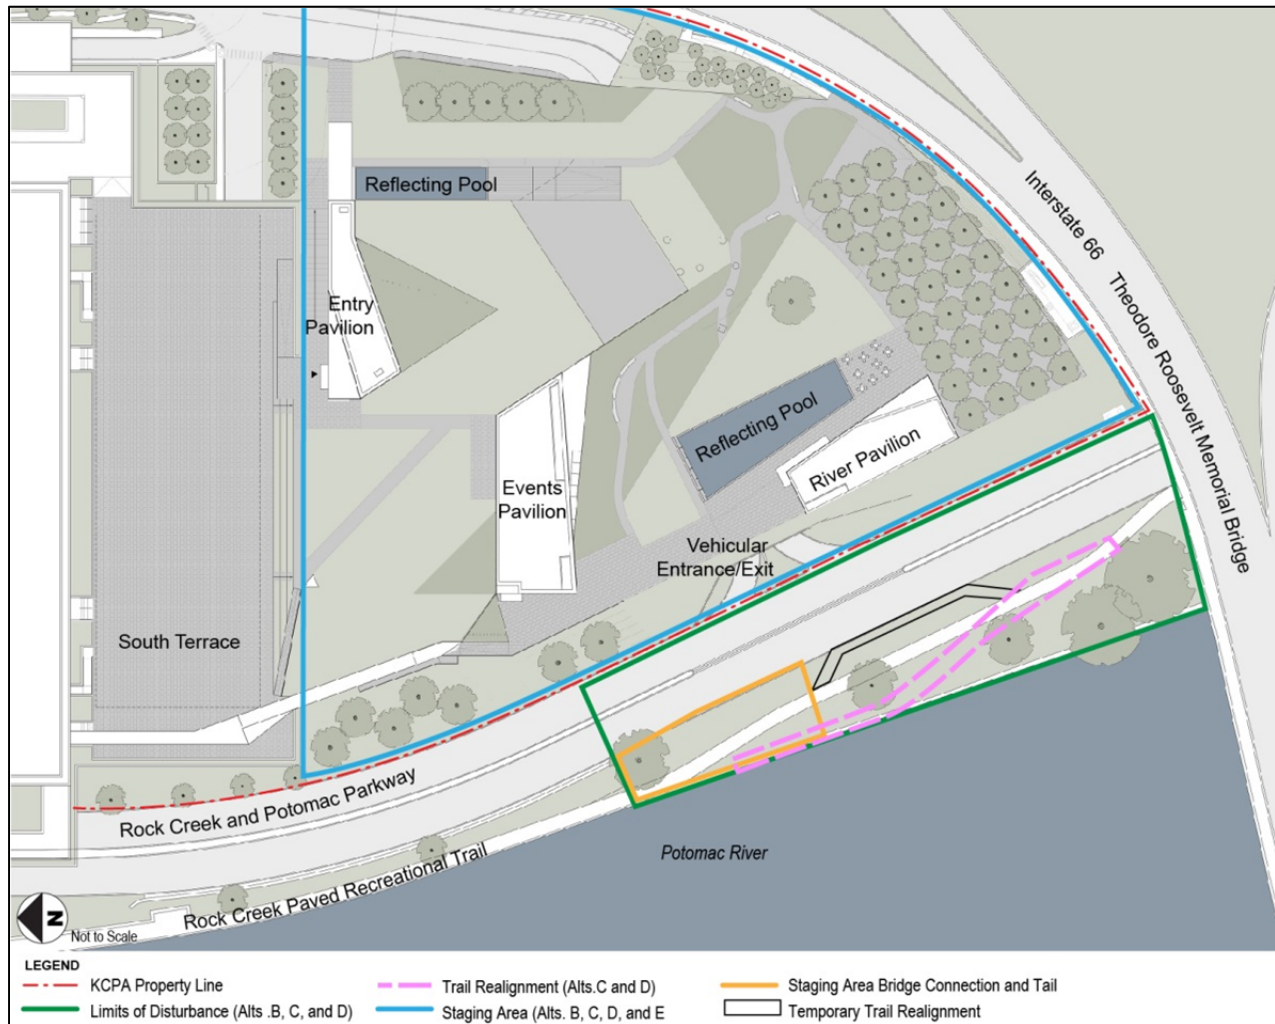 Reflecting Pool
Interstate 66
Theodore Roosevelt Memorial Bridge
Entry
Pavilion
Reflecting Pool
River Pavilion
Events
Pavilion
Vehicular
Entrance/Exit
South Terrace
Rock Creek and Potomac Parkway
Potomac River
Rock Creek Paved Recreational Trail
N
Not to Scale
LEGEND
KCPA Property Line
Trail Realignment (Alts.C and D)
Staging Area Bridge Connection and Tail
Limits of Disturbance (Alts .B, C, and D)
Staging Area (Alts. B, C, D, and E
Temporary Trail Realignment